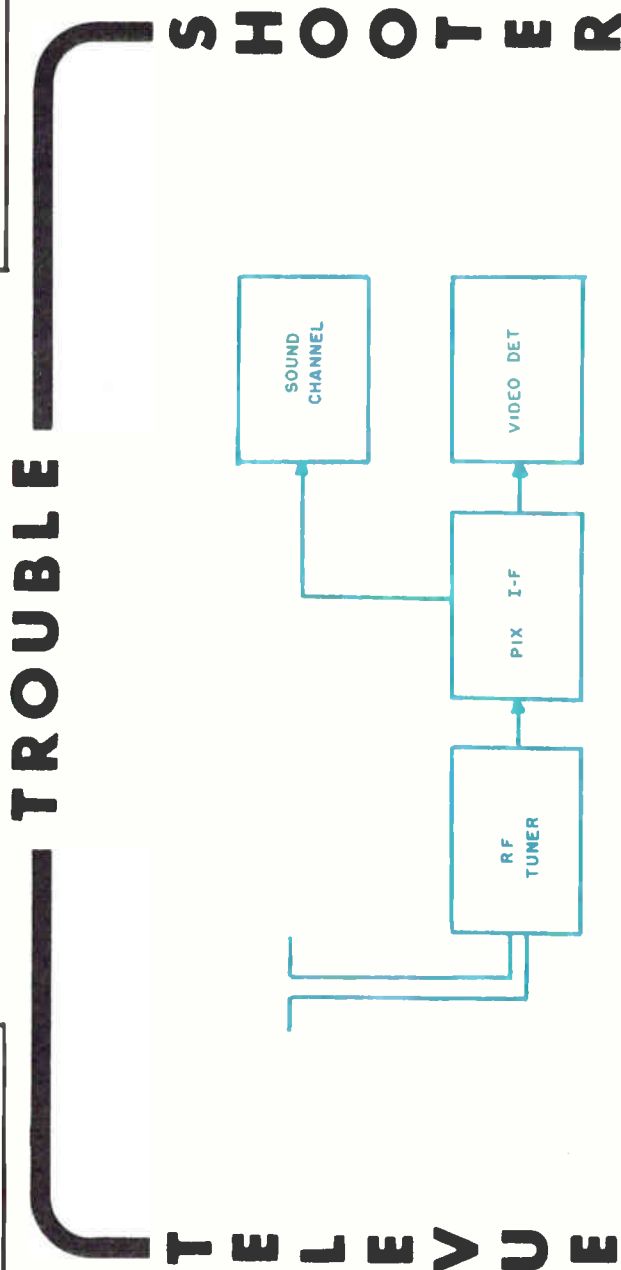 TELEVUE
TROUBLE
SHOOTER
SOUND
CHANNEL
RF
TUNER
PIX I-F
VIDEO DET